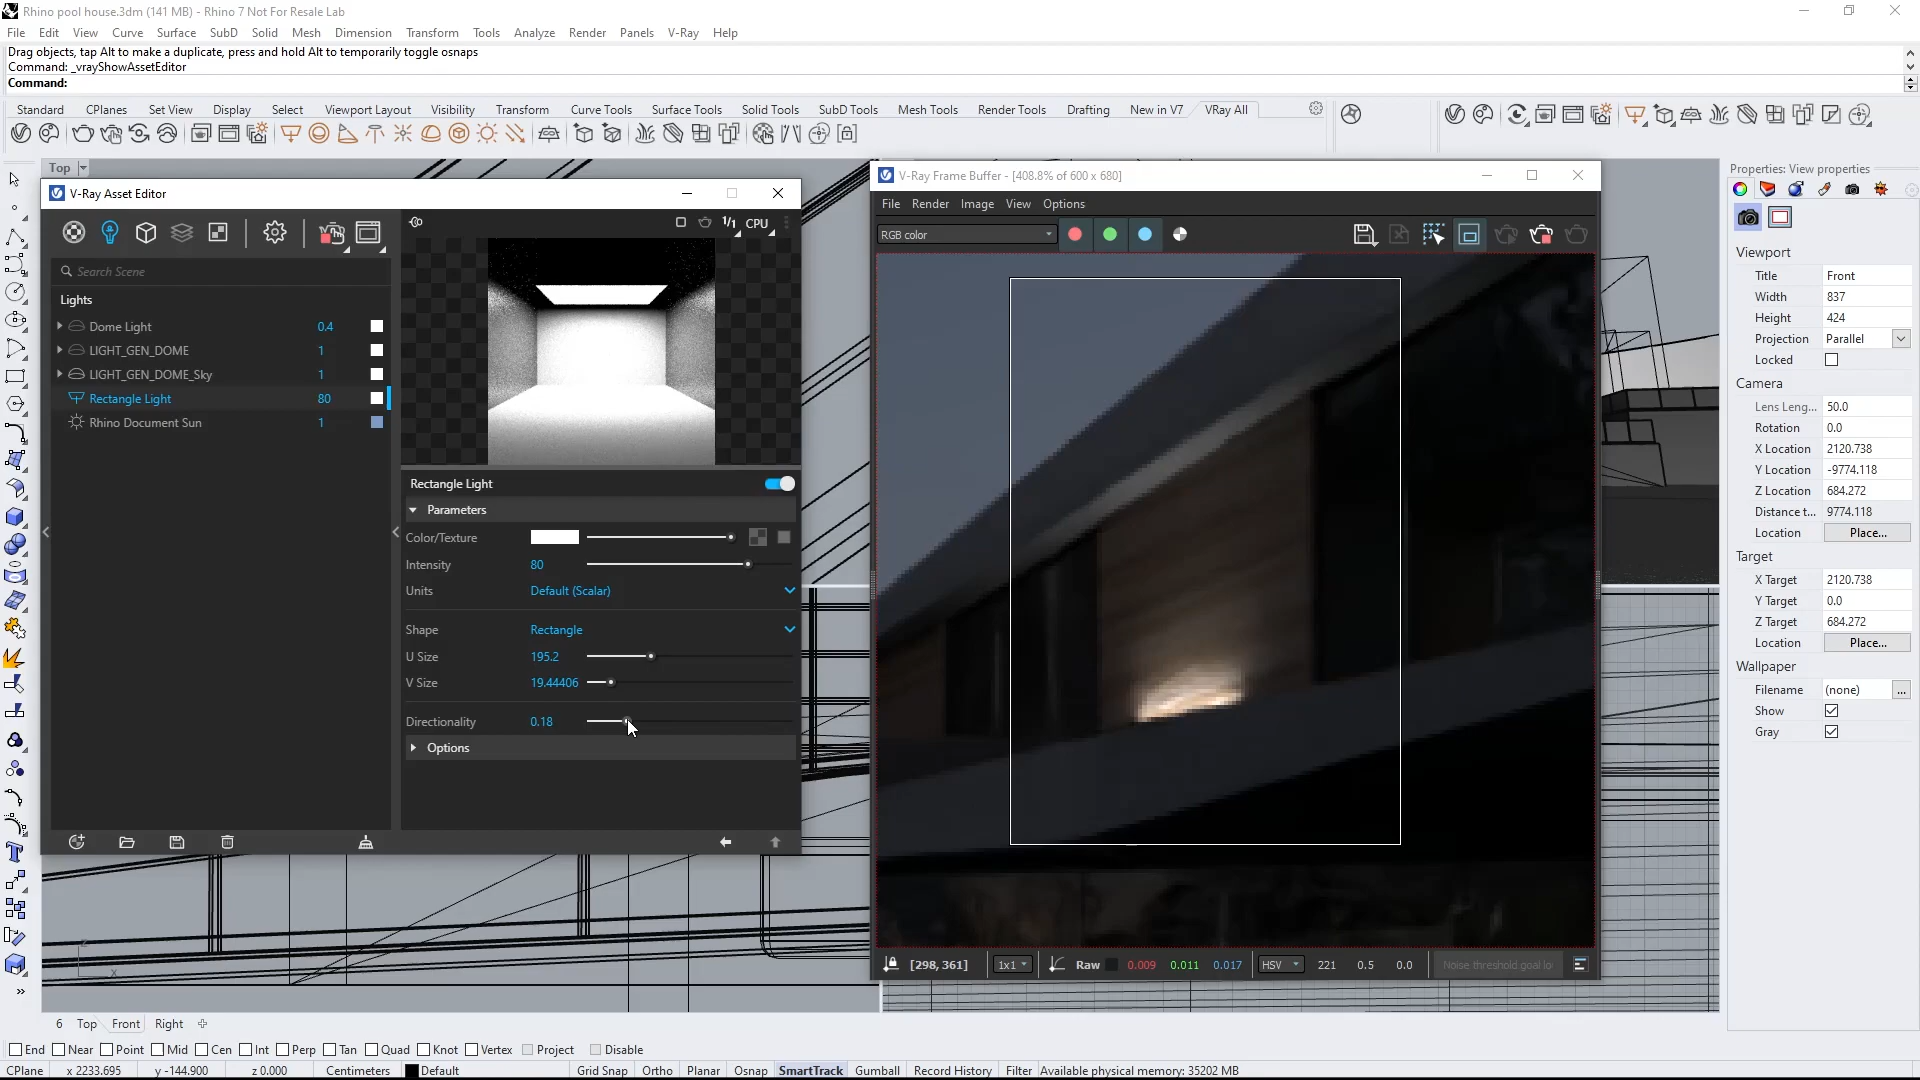 Rhino pool house.3dm (141 MB) - Rhino 7 Not For Resale Lab
File Edit View Curve Surface SubD Solid Mesh Dimension Transform Tools Analyze Render Panels V-Ray Help
Drag objects, tap Alt to make a duplicate, press and hold Alt to temporarily toggle osnaps
Command: _vrayShowAssetEditor
Command:
Standard CPlanes Set View Display Select Viewport Layout Visibility Transform Curve Tools Surface Tools Solid Tools SubD Tools Mesh Tools Render Tools Drafting New in V7 VRay All
Top
V-Ray Asset Editor
1/1 CPU
Search Scene
Lights
Dome Light 0.4
LIGHT_GEN_DOME 1
LIGHT_GEN_DOME_Sky 1
Rectangle Light 80
Rhino Document Sun 1
Rectangle Light
Parameters
Color/Texture
Intensity 80
Units Default (Scalar)
Shape Rectangle
U Size 195.2
V Size 19.44406
Directionality 0.18
Options
V-Ray Frame Buffer - [408.8% of 600 x 680]
File Render Image View Options
RGB color
[298, 361] 1x1 Raw 0.009 0.011 0.017 HSV 221 0.5 0.0 Noise threshold goal lo
Properties: View properties
Viewport
Title Front
Width 837
Height 424
Projection Parallel
Locked
Camera
Lens Leng... 50.0
Rotation 0.0
X Location 2120.738
Y Location -9774.118
Z Location 684.272
Distance t... 9774.118
Location Place...
Target
X Target 2120.738
Y Target 0.0
Z Target 684.272
Location Place...
Wallpaper
Filename (none) ...
Show
Gray
x
6 Top Front Right
End Near Point Mid Cen Int Perp Tan Quad Knot Vertex Project Disable
CPlane x 2233.695 y -144.900 z 0.000 Centimeters Default Grid Snap Ortho Planar Osnap SmartTrack Gumball Record History Filter Available physical memory: 35202 MB